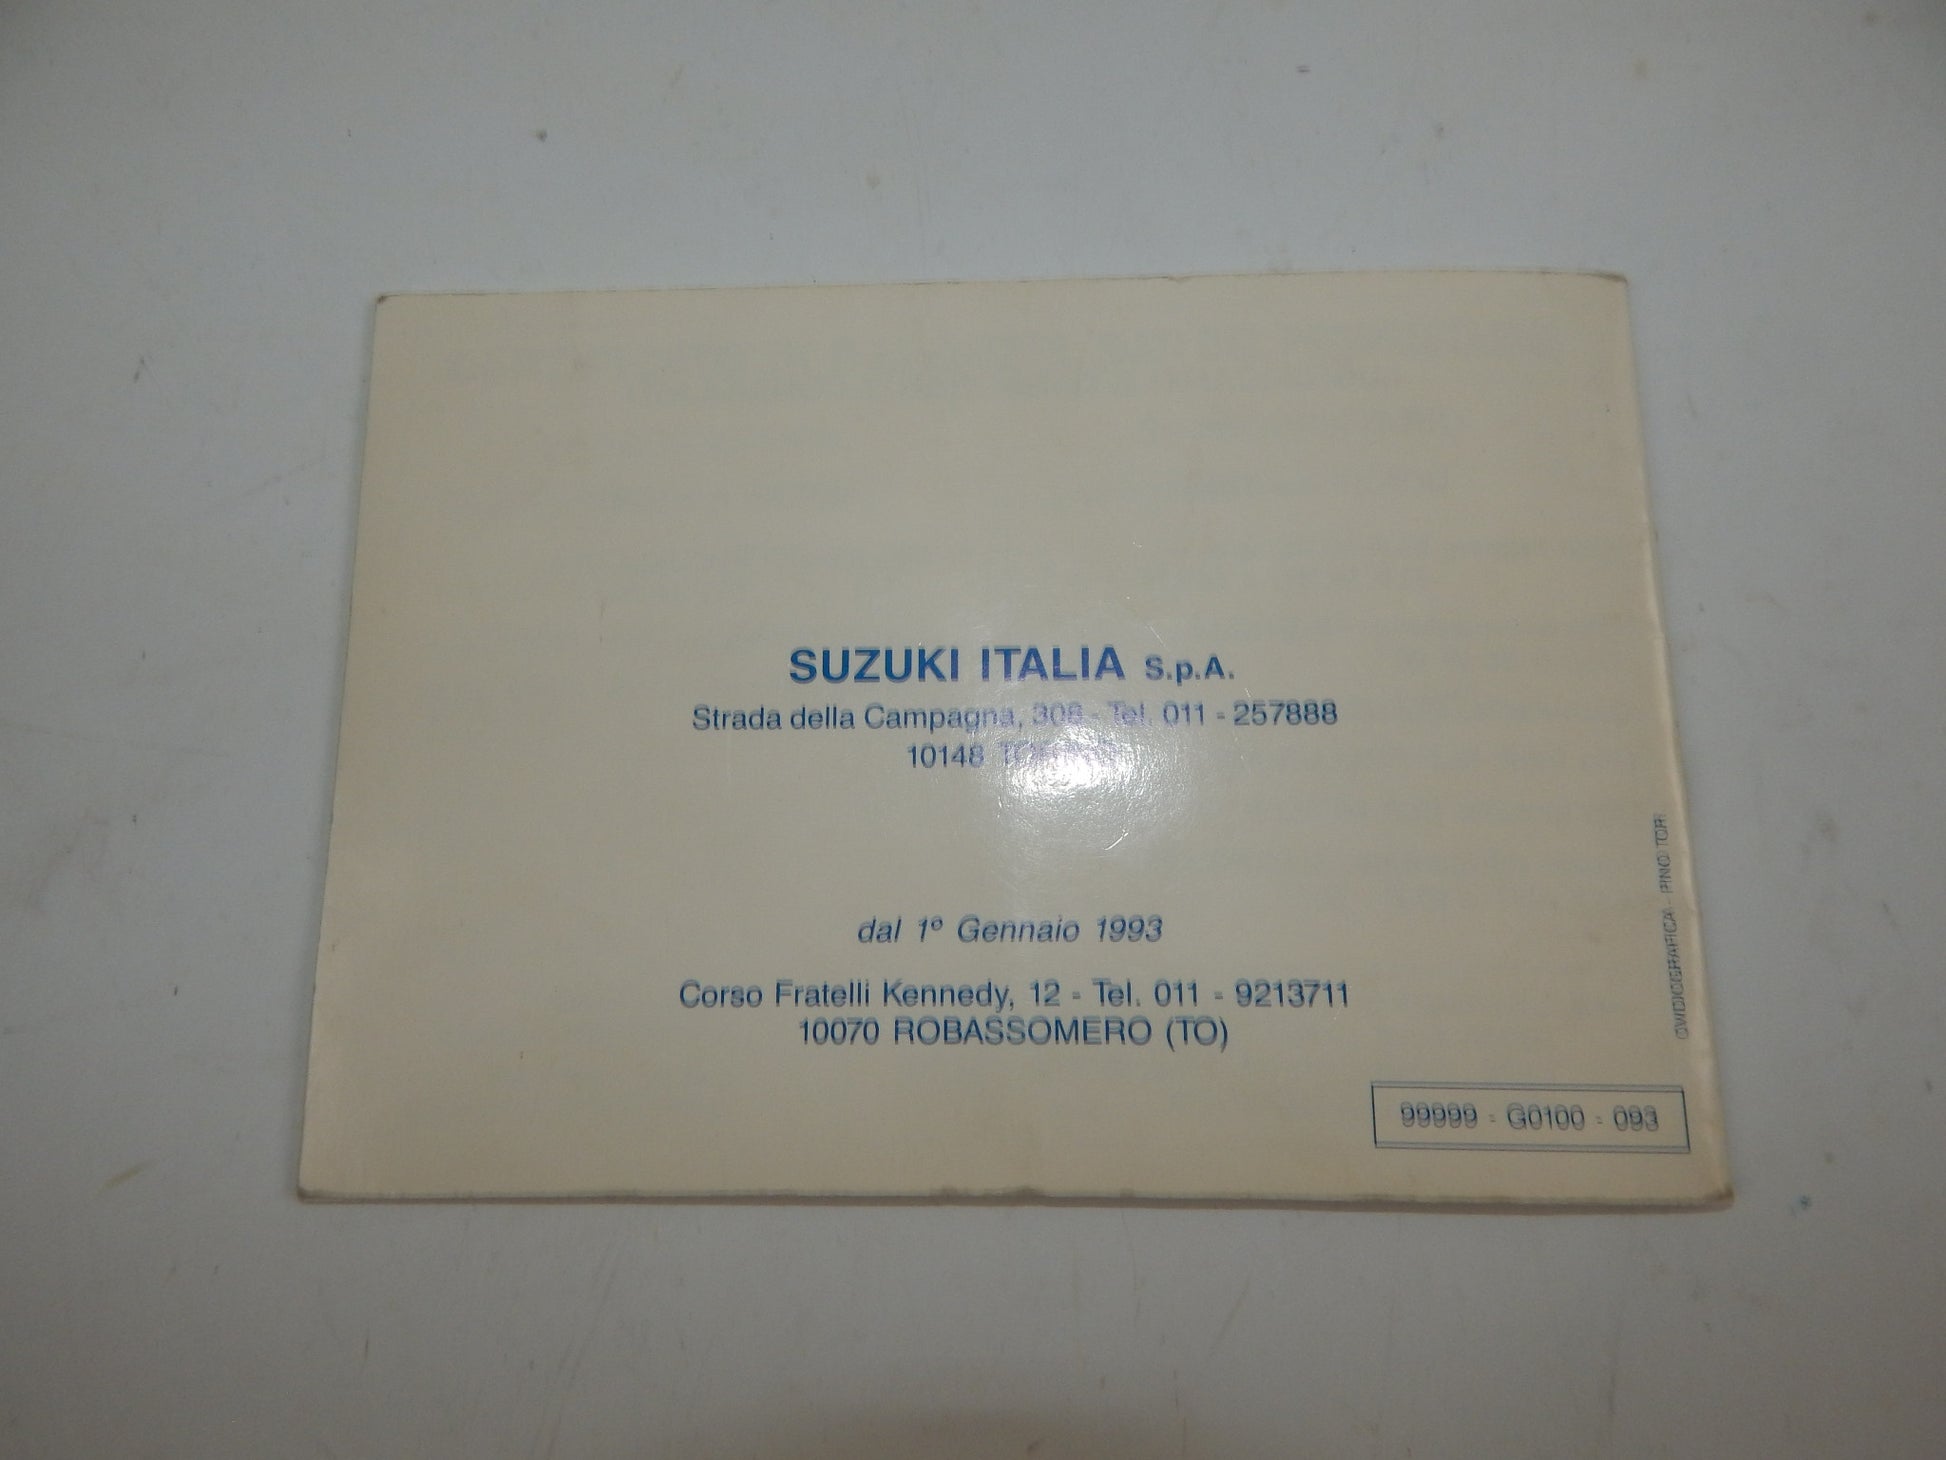 SUZUKI ITALIA S.p.A.
Strada della Campagna, 308 - Tel. 011 - 257888
10148
dal 1º Gennaio 1993
Corso Fratelli Kennedy, 12 - Tel. 011 - 9213711
10070 ROBASSOMERO (TO)
99999 - G0100 - 093